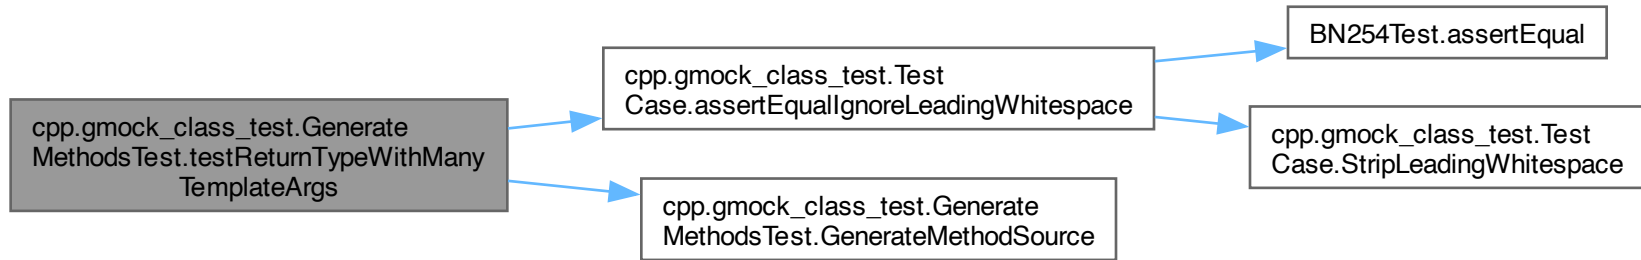 cpp.gmock_class_test.Generate
MethodsTest.testReturnTypeWithMany
TemplateArgs
cpp.gmock_class_test.Test
Case.assertEqualIgnoreLeadingWhitespace
BN254Test.assertEqual
cpp.gmock_class_test.Test
Case.StripLeadingWhitespace
cpp.gmock_class_test.Generate
MethodsTest.GenerateMethodSource